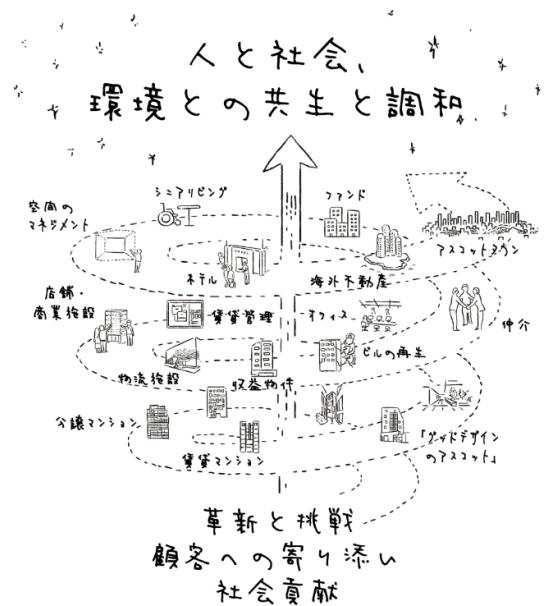 人と社会、
環境との共生と調和
シニアリビング
ファンド
空間の
マネジメント
アスコットタウン
ホテル
海外不動産
店舗・
商業施設
賃貸管理
オフィス
仲介
物流施設
収益物件
ビルの再生
分譲マンション
賃貸マンション
「グッドデザイン
のアスコット」
革新と挑戦
顧客への寄り添い
社会貢献